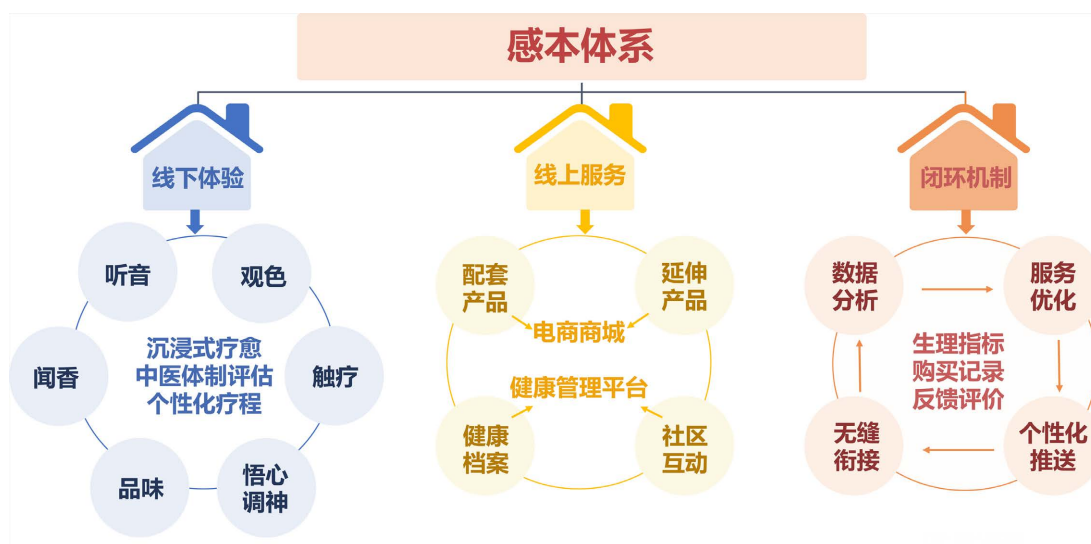 感本体系
线下体验
听音
观色
闻香
触疗
品味
悟心
调神
沉浸式疗愈
中医体制评估
个性化疗程
线上服务
配套
产品
延伸
产品
电商商城
健康管理平台
健康
档案
社区
互动
闭环机制
数据
分析
服务
优化
生理指标
购买记录
反馈评价
无缝
衔接
个性化
推送